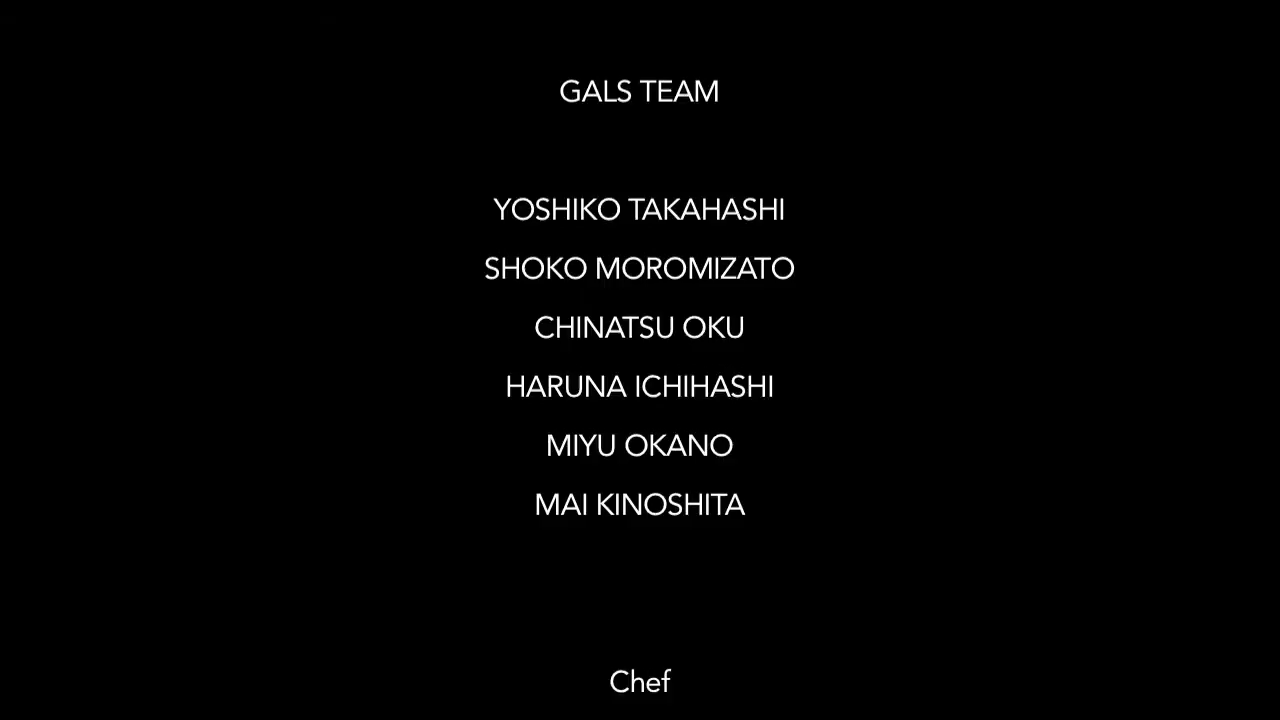 GALS TEAM
YOSHIKO TAKAHASHI
SHOKO MOROMIZATO
CHINATSU OKU
HARUNA ICHIHASHI
MIYU OKANO
MAI KINOSHITA
Chef